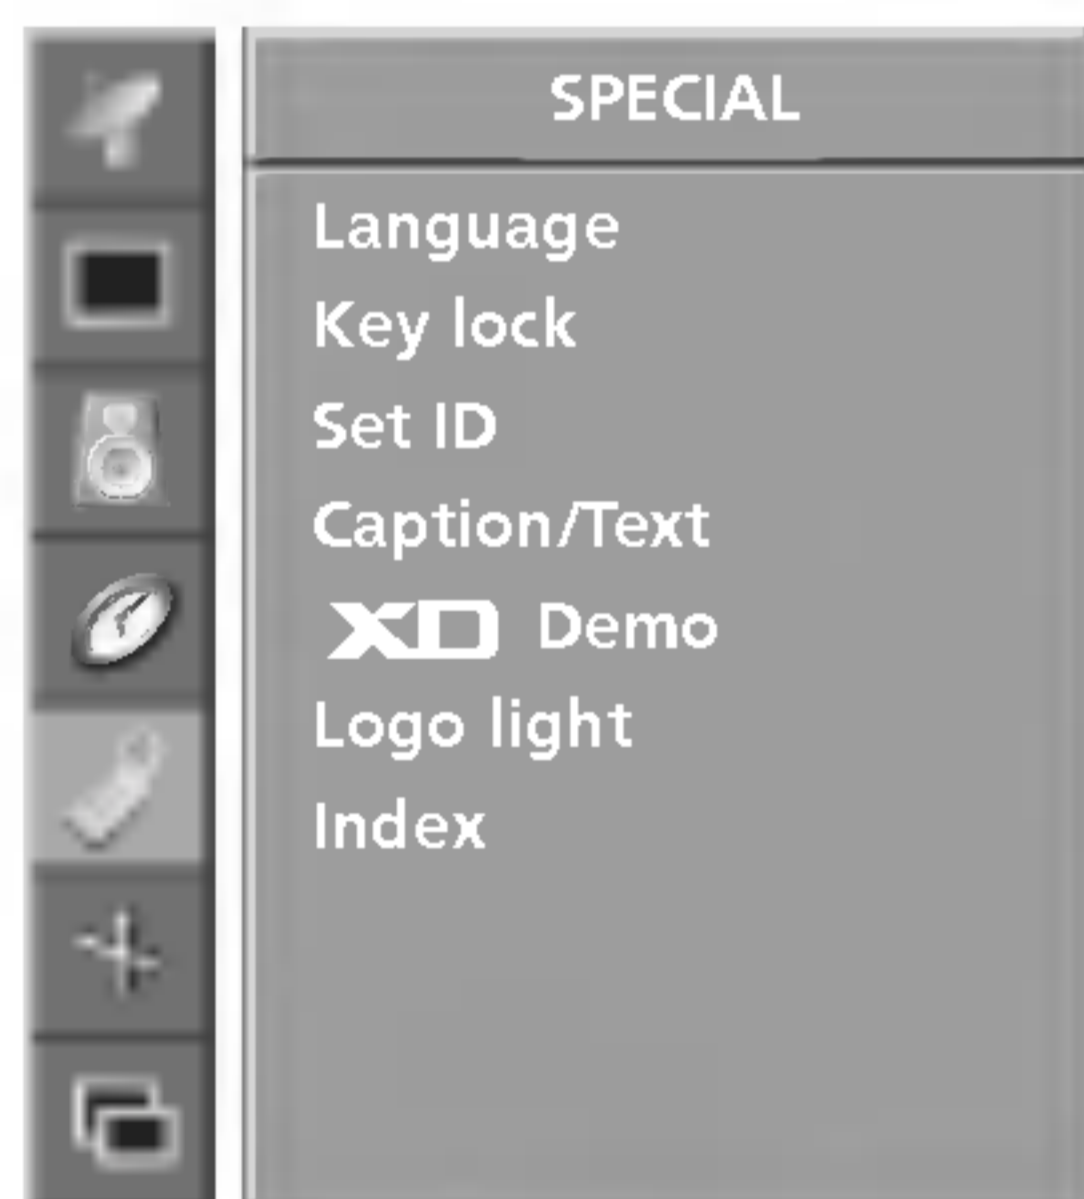 SPECIAL
Language
Key lock
Set ID
Caption/Text
XD Demo
Logo light
Index